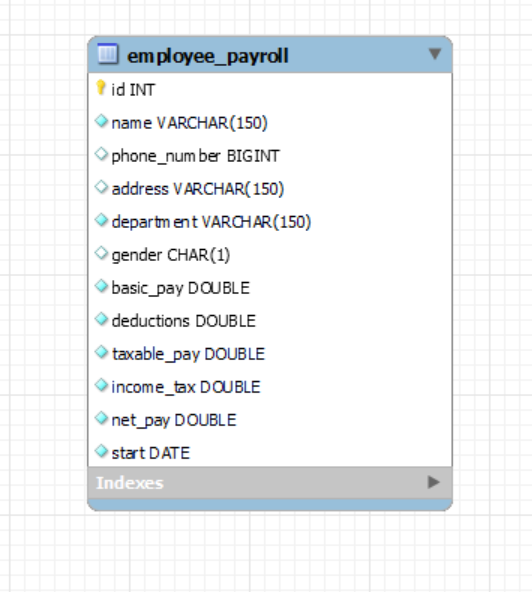 employee_payroll
id INT
name VARCHAR(150)
phone_number BIGINT
address VARCHAR(150)
department VARCHAR(150)
gender CHAR(1)
basic_pay DOUBLE
deductions DOUBLE
taxable_pay DOUBLE
income_tax DOUBLE
net_pay DOUBLE
start DATE
Indexes